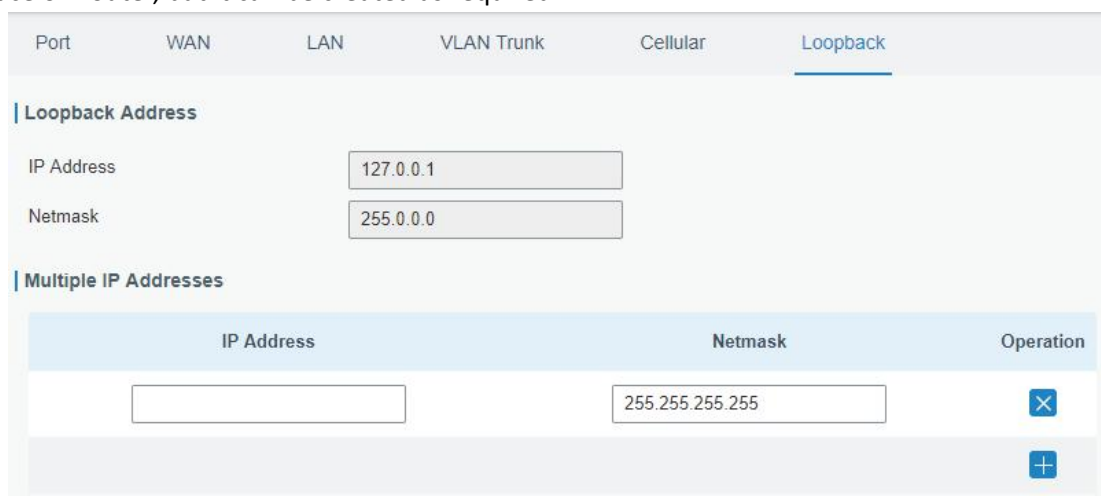 Port WAN LAN VLAN Trunk Cellular Loopback
Loopback Address
IP Address 127.0.0.1
Netmask 255.0.0.0
Multiple IP Addresses
IP Address Netmask Operation
255.255.255.255